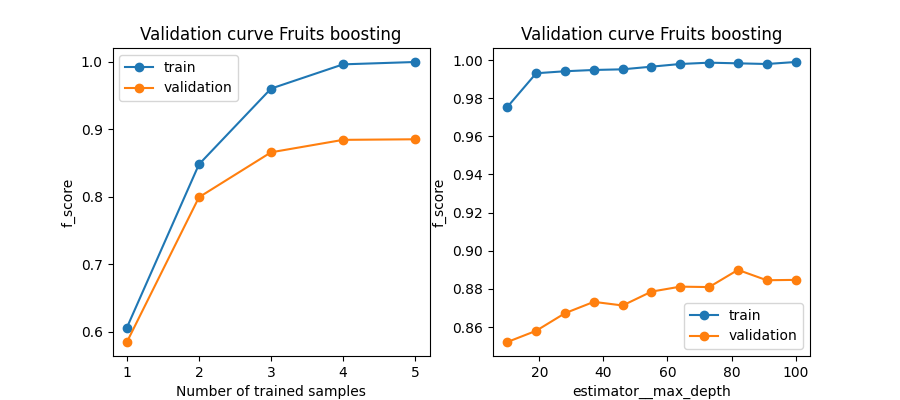 Validation curve Fruits boosting
train
validation
f_score
1.0
0.9
0.8
0.7
0.6
1 2 3 4 5
Number of trained samples
Validation curve Fruits boosting
f_score
1.00
0.98
0.96
0.94
0.92
0.90
0.88
0.86
train
validation
20 40 60 80 100
estimator__max_depth